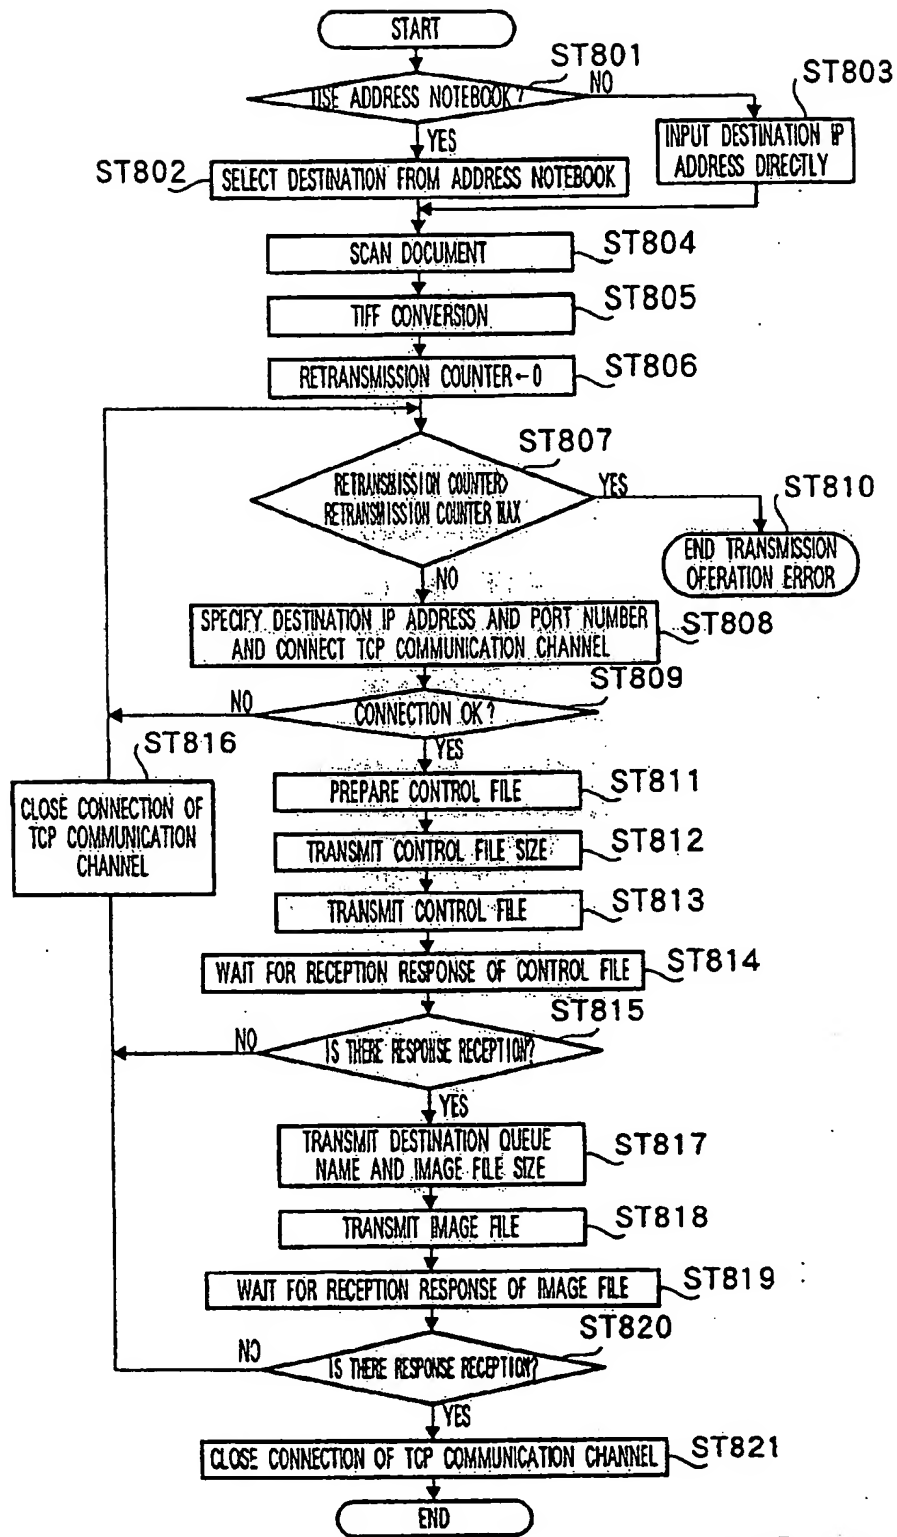 START
ST801
USE ADDRESS NOTEBOOK?
NO
ST803
INPUT DESTINATION IP
ADDRESS DIRECTLY
YES
ST802
SELECT DESTINATION FROM ADDRESS NOTEBOOK
SCAN DOCUMENT
ST804
TIFF CONVERSION
ST805
RETRANSMISSION COUNTER←0
ST806
ST807
RETRANSMISSION COUNTER>
RETRANSMISSION COUNTER MAX
YES
ST810
END TRANSMISSION
OPERATION ERROR
NO
SPECIFY DESTINATION IP ADDRESS AND PORT NUMBER
AND CONNECT TCP COMMUNICATION CHANNEL
ST808
ST809
CONNECTION OK?
NO
YES
ST816
CLOSE CONNECTION OF
TCP COMMUNICATION
CHANNEL
PREPARE CONTROL FILE
ST811
TRANSMIT CONTROL FILE SIZE
ST812
TRANSMIT CONTROL FILE
ST813
WAIT FOR RECEPTION RESPONSE OF CONTROL FILE
ST814
ST815
IS THERE RESPONSE RECEPTION?
NO
YES
TRANSMIT DESTINATION QUEUE
NAME AND IMAGE FILE SIZE
ST817
TRANSMIT IMAGE FILE
ST818
WAIT FOR RECEPTION RESPONSE OF IMAGE FILE
ST819
ST820
IS THERE RESPONSE RECEPTION?
NO
YES
CLOSE CONNECTION OF TCP COMMUNICATION CHANNEL
ST821
END